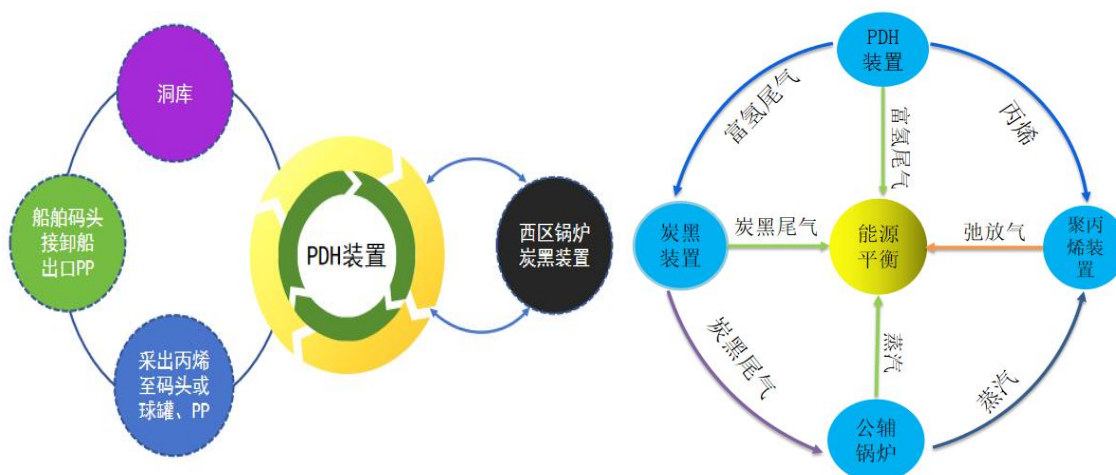 洞库
船舶码头
接卸船
出口PP
采出丙烯
至码头或
球罐、PP
PDH装置
西区锅炉
炭黑装置
PDH
装置
富氢尾气
富氢尾气
丙烯
炭黑
装置
炭黑尾气
能源
平衡
弛放气
聚丙
烯装
置
炭黑尾气
蒸汽
蒸汽
公辅
锅炉